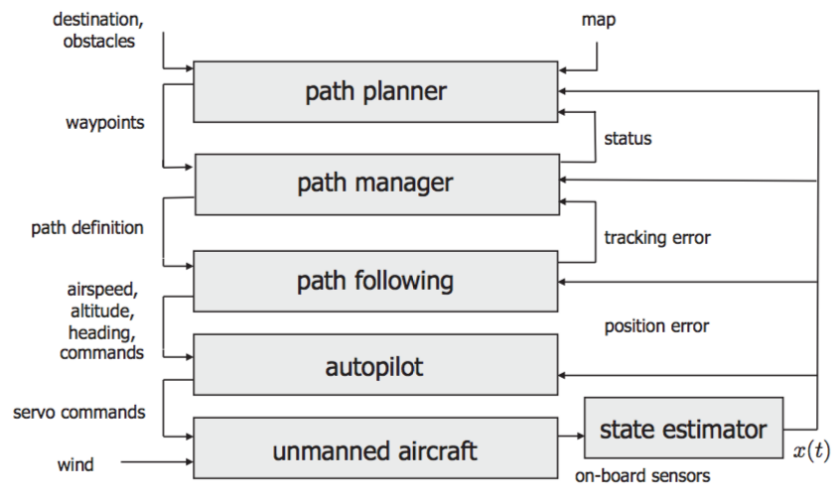 destination,
obstacles
map
path planner
waypoints
status
path manager
path definition
tracking error
path following
airspeed,
altitude,
heading,
commands
position error
autopilot
servo commands
state estimator
unmanned aircraft
x(t)
wind
on-board sensors